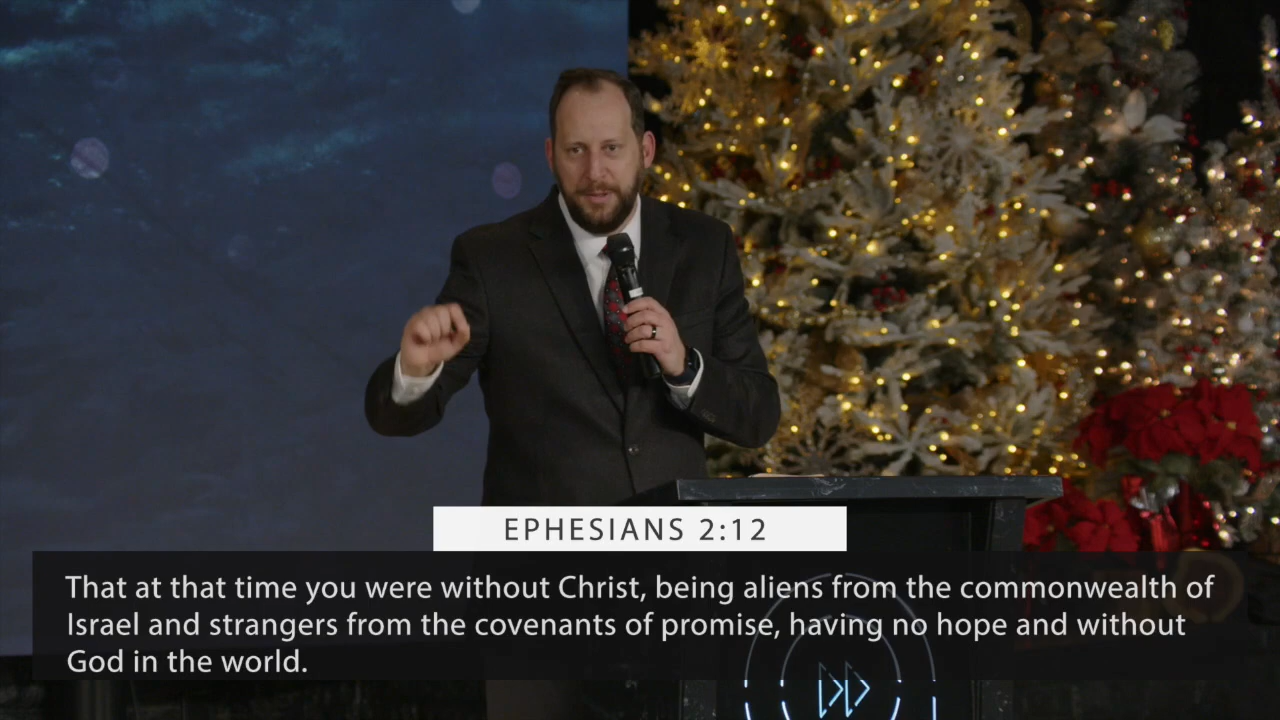 EPHESIANS 2:12
That at that time you were without Christ, being aliens from the commonwealth of
Israel and strangers from the covenants of promise, having no hope and without
God in the world.